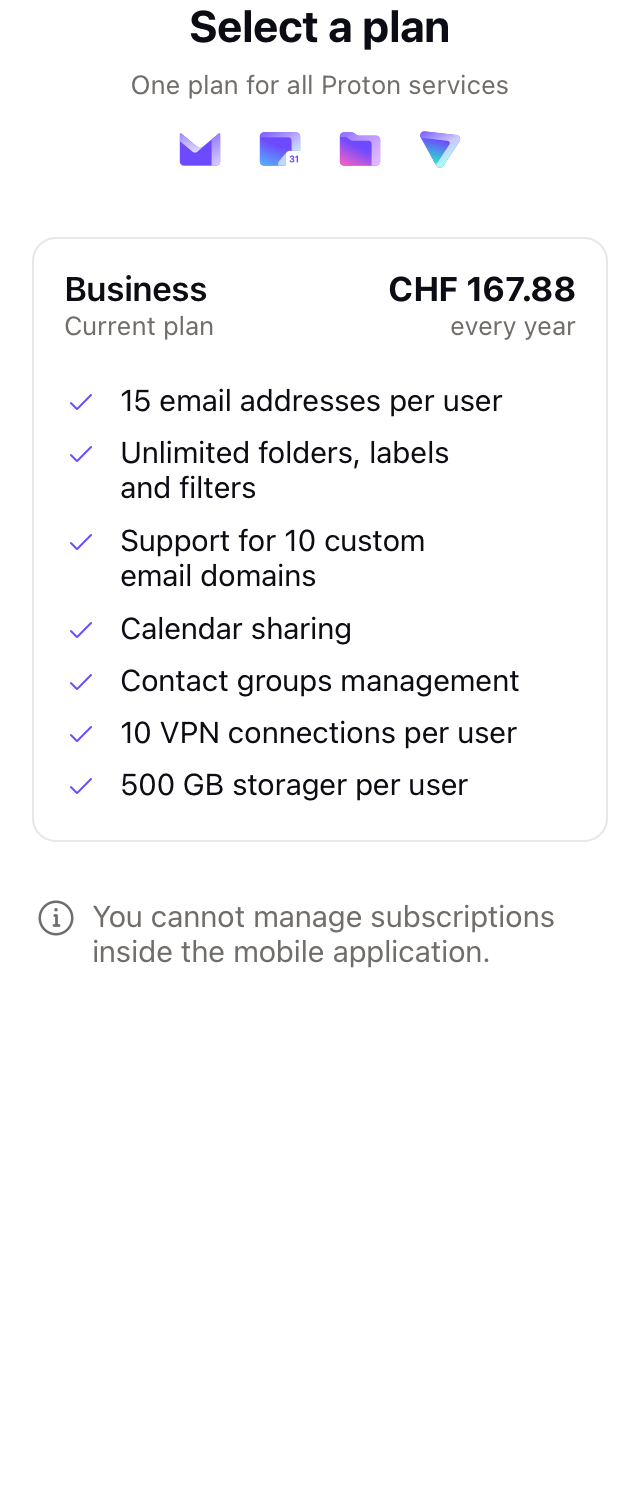 Select a plan
One plan for all Proton services
31
Business
CHF 167.88
Current plan
every year
15 email addresses per user
Unlimited folders, labels
and filters
Support for 10 custom
email domains
Calendar sharing
Contact groups management
10 VPN connections per user
500 GB storager per user
You cannot manage subscriptions
inside the mobile application.